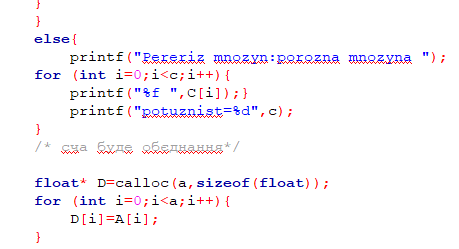 }
}
else{
printf("Pereriz mnozyn:porozna mnozyna ");
for (int i=0;i<c;i++){
printf("%f ",C[i]);}
printf("potuznist=%d",c);
}
/* сча буде обєднання*/
float* D=calloc(a,sizeof(float));
for (int i=0;i<a;i++){
D[i]=A[i];
}